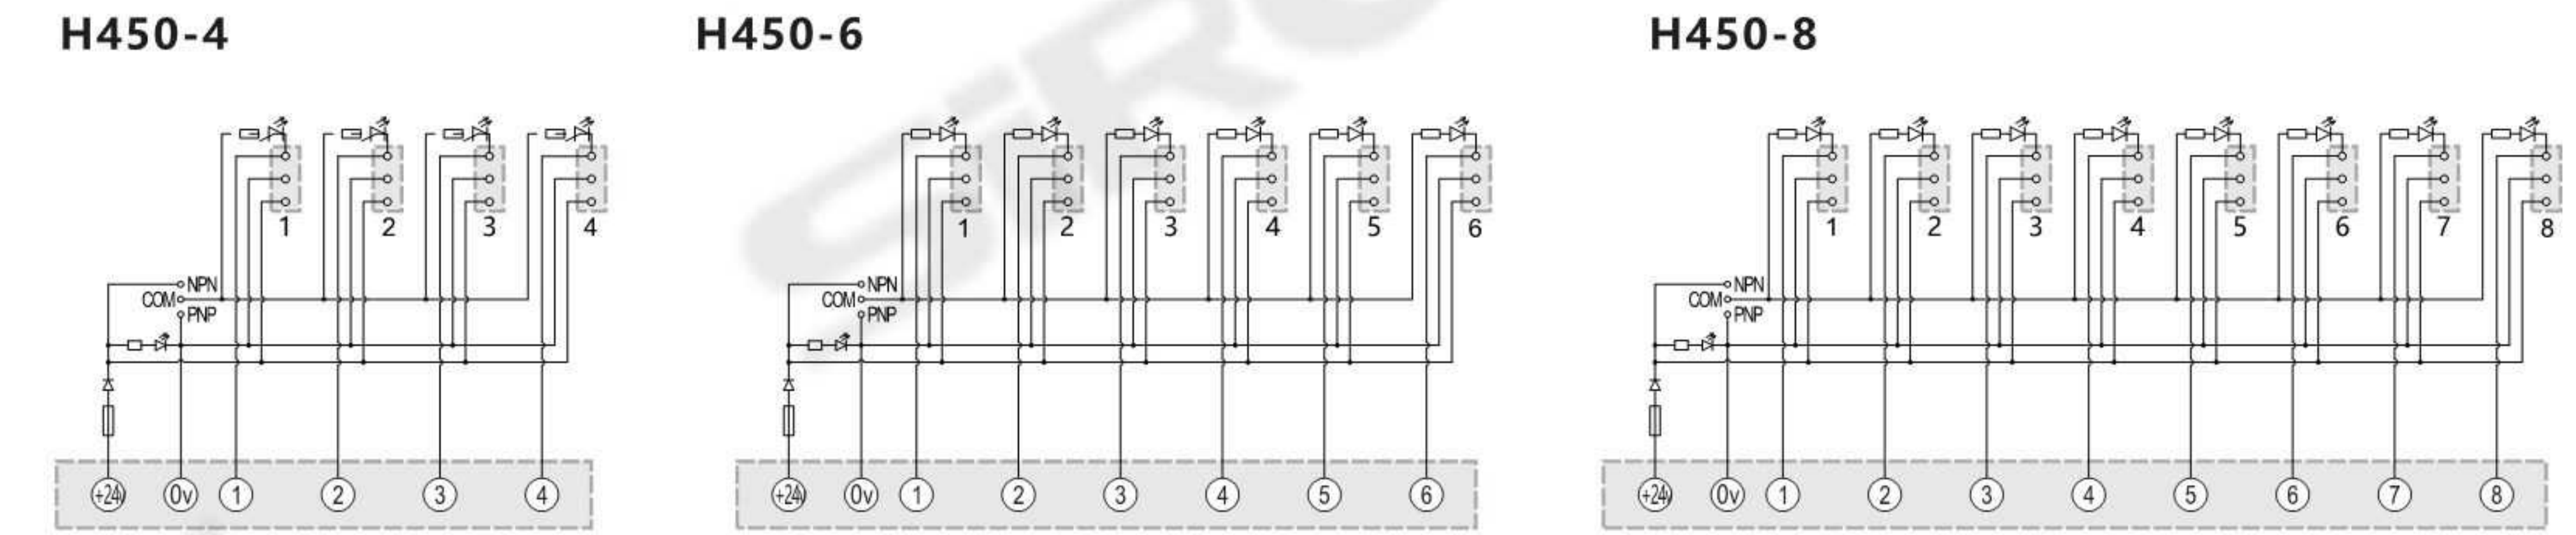 H450-4 H450-6 H450-8
1 2 3 4 1 2 3 4 5 6 1 2 3 4 5 6 7 8
NPN NPN NPN
COM COM COM
PNP PNP PNP
+24v 0v 1 2 3 4 +24v 0v 1 2 3 4 5 6 +24v 0v 1 2 3 4 5 6 7 8